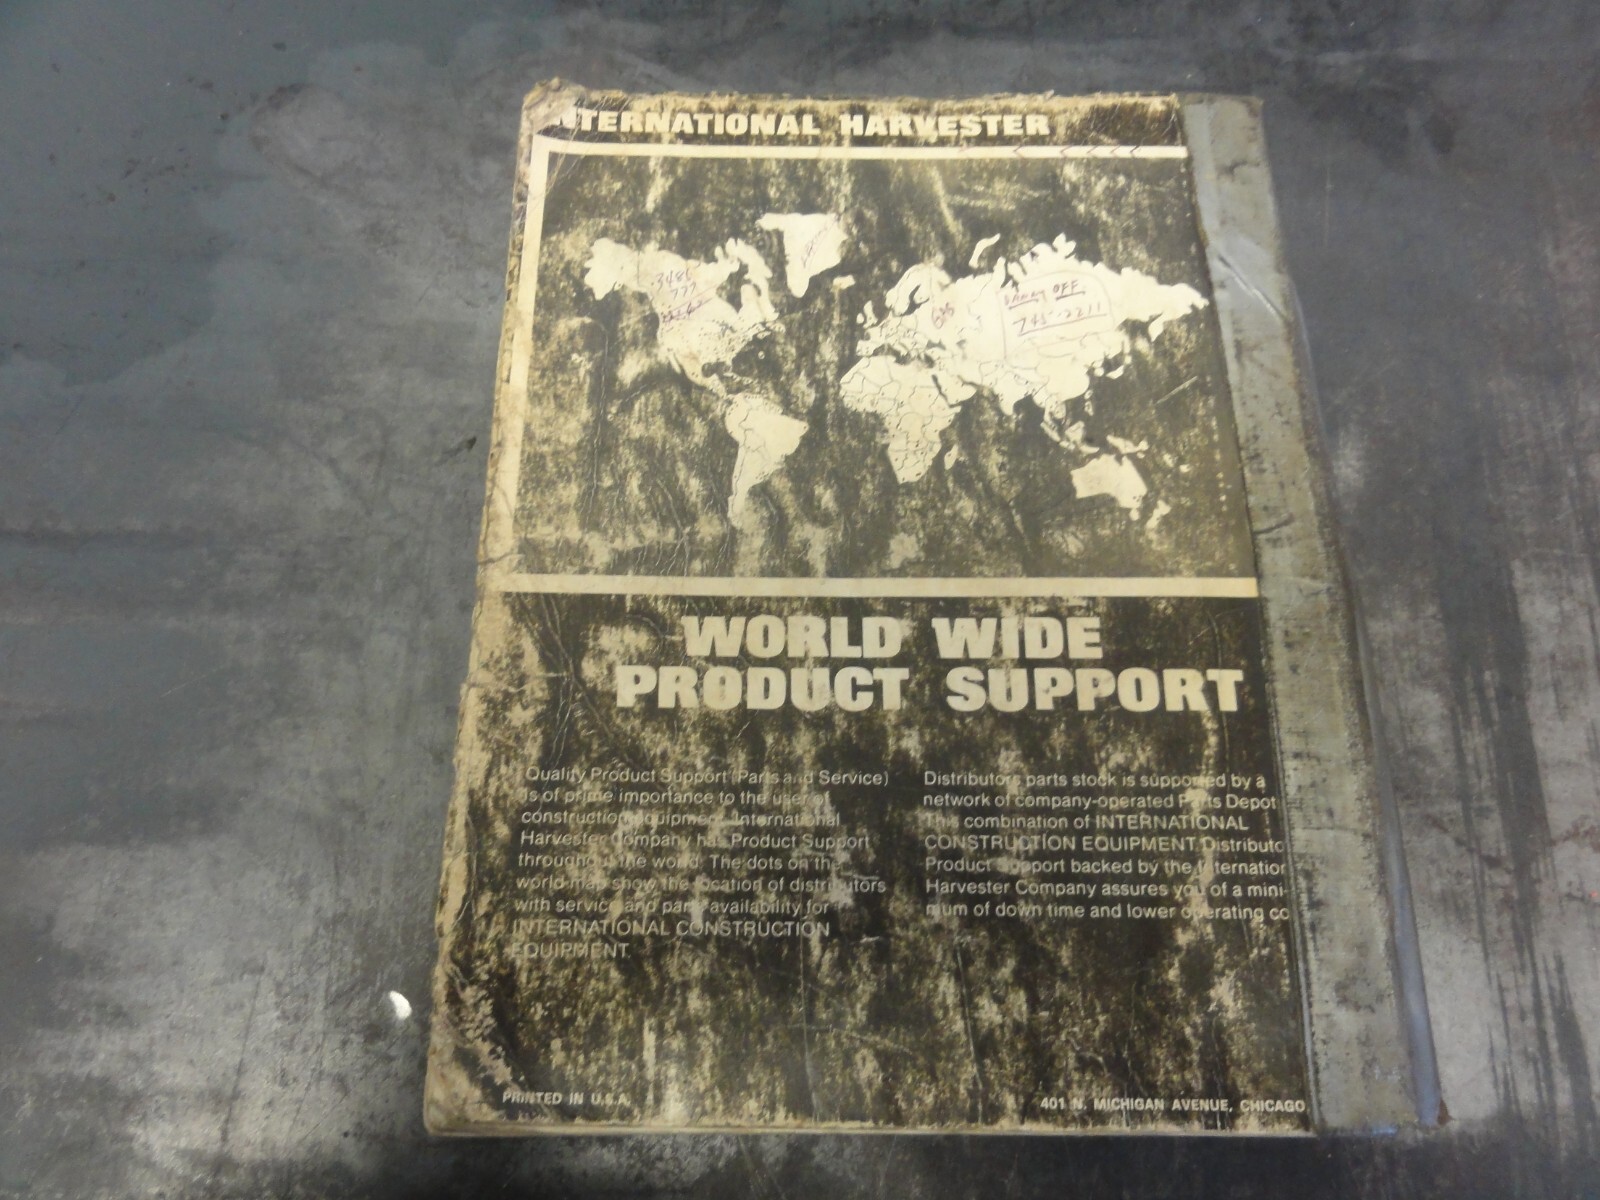 INTERNATIONAL HARVESTER
3486
777
OFF.
745-2211
WORLD WIDE
PRODUCT SUPPORT
Quality Product Support (Parts and Service)
is of prime importance to the user of
construction equipment. International
Harvester Company has Product Support
throughout the world. The dots on the
world map show the location of distributors
with service and parts availability for
INTERNATIONAL CONSTRUCTION
EQUIPMENT.
Distributors parts stock is supported by a
network of company-operated Parts Depot
This combination of INTERNATIONAL
CONSTRUCTION EQUIPMENT Distributo
Product Support backed by the Internation
Harvester Company assures you of a mini-
mum of down time and lower operating co
PRINTED IN U.S.A.
401 N. MICHIGAN AVENUE, CHICAGO